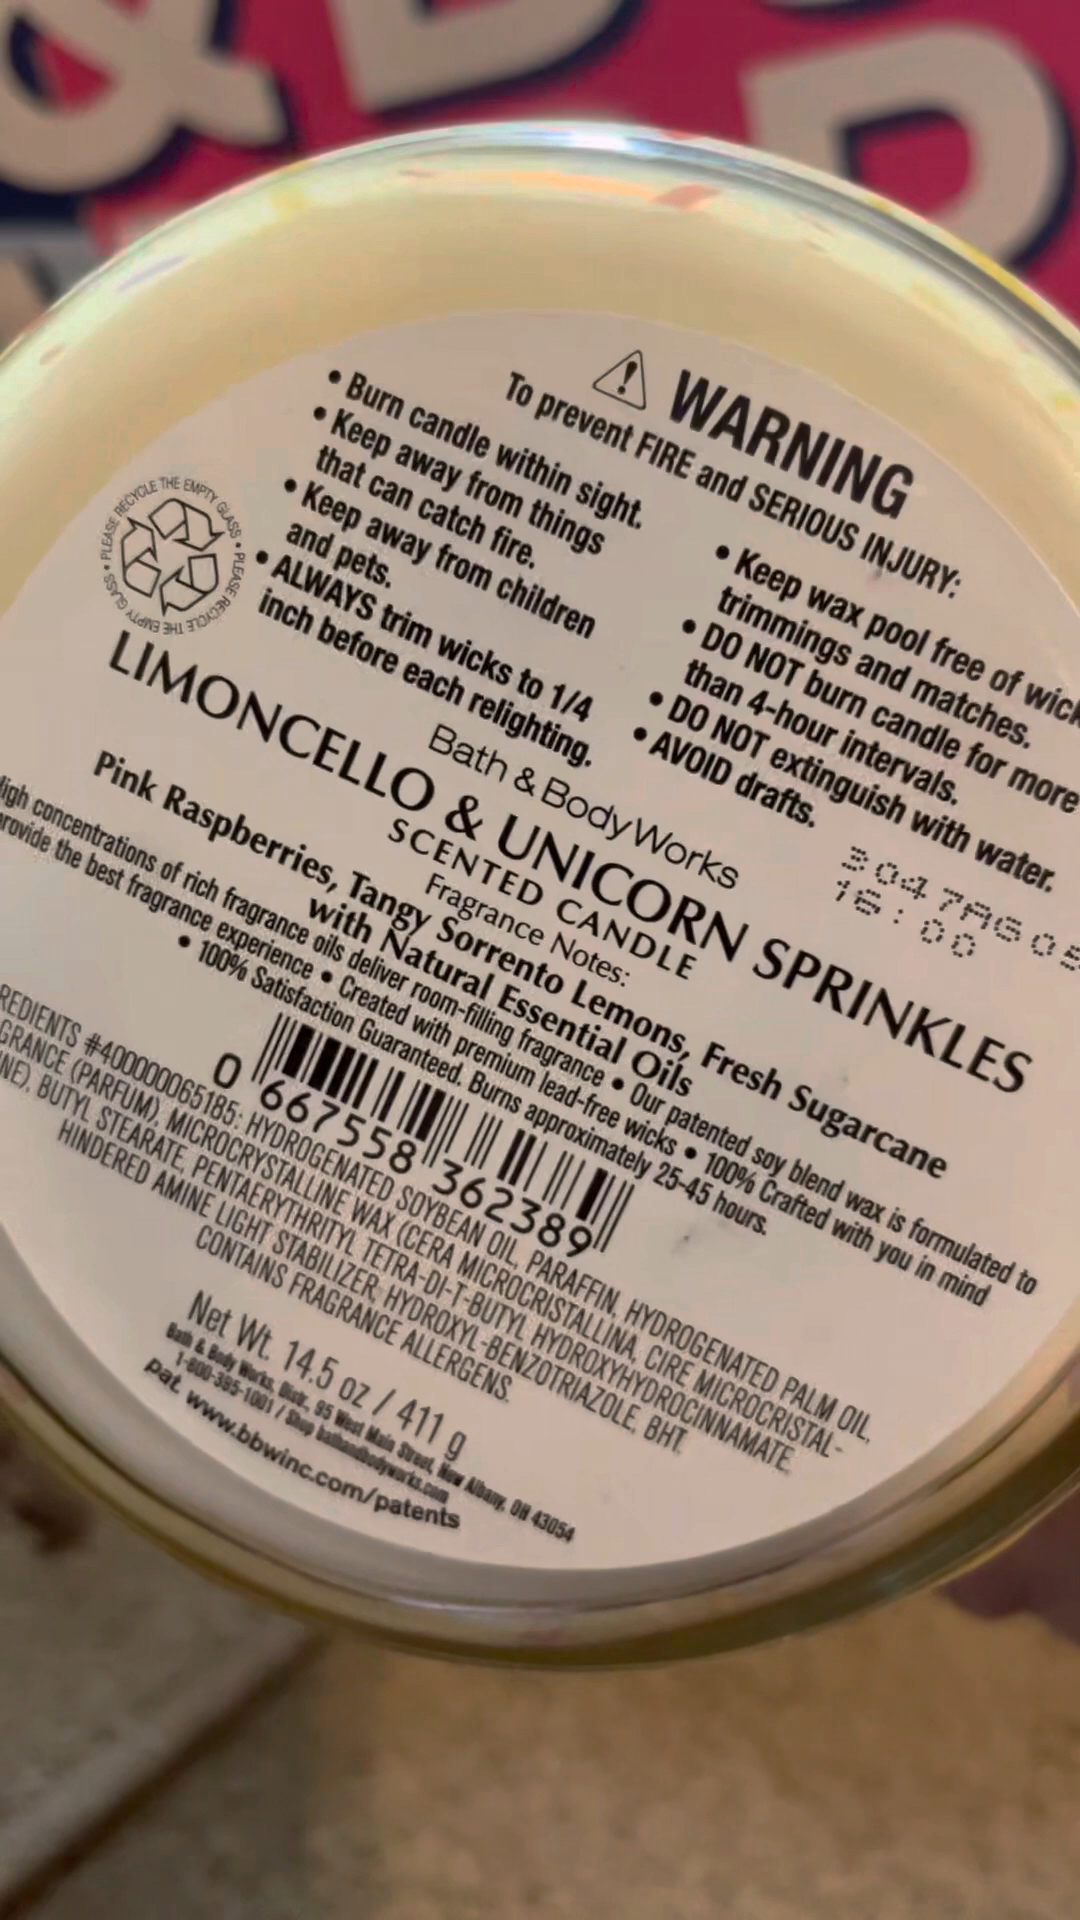 ⚠ WARNING
To prevent FIRE and SERIOUS INJURY:
• Burn candle within sight.
• Keep away from things
that can catch fire.
• Keep away from children
and pets.
• ALWAYS trim wicks to 1/4
inch before each relighting.
• Keep wax pool free of wick
trimmings and matches.
• DO NOT burn candle for more
than 4-hour intervals.
• DO NOT extinguish with water.
• AVOID drafts.
PLEASE RECYCLE THE EMPTY GLASS • PLEASE RECYCLE THE EMPTY GLASS •
Bath & Body Works
LIMONCELLO & UNICORN SPRINKLES
SCENTED CANDLE
Fragrance Notes:
Pink Raspberries, Tangy Sorrento Lemons, Fresh Sugarcane
with Natural Essential Oils
High concentrations of rich fragrance oils deliver room-filling fragrance • Our patented soy blend wax is formulated to
provide the best fragrance experience • Created with premium lead-free wicks • 100% Crafted with you in mind
• 100% Satisfaction Guaranteed. Burns approximately 25-45 hours.
3047AG05
16:00
0 667558 362389
REDIENTS #40000065185: HYDROGENATED SOYBEAN OIL, PARAFFIN, HYDROGENATED PALM OIL,
GRANCE (PARFUM), MICROCRYSTALLINE WAX (CERA MICROCRISTALLINA, CIRE MICROCRISTAL-
NE), BUTYL STEARATE, PENTAERYTHRITYL TETRA-DI-T-BUTYL HYDROXYHYDROCINNAMATE,
HINDERED AMINE LIGHT STABILIZER, HYDROXYL-BENZOTRIAZOLE, BHT.
CONTAINS FRAGRANCE ALLERGENS.
Net Wt. 14.5 oz / 411 g
Bath & Body Works, Distr. 95 West Main Street, New Albany, OH 43054
1-800-395-1001 / Shop bathandbodyworks.com
pat. www.bbwinc.com/patents